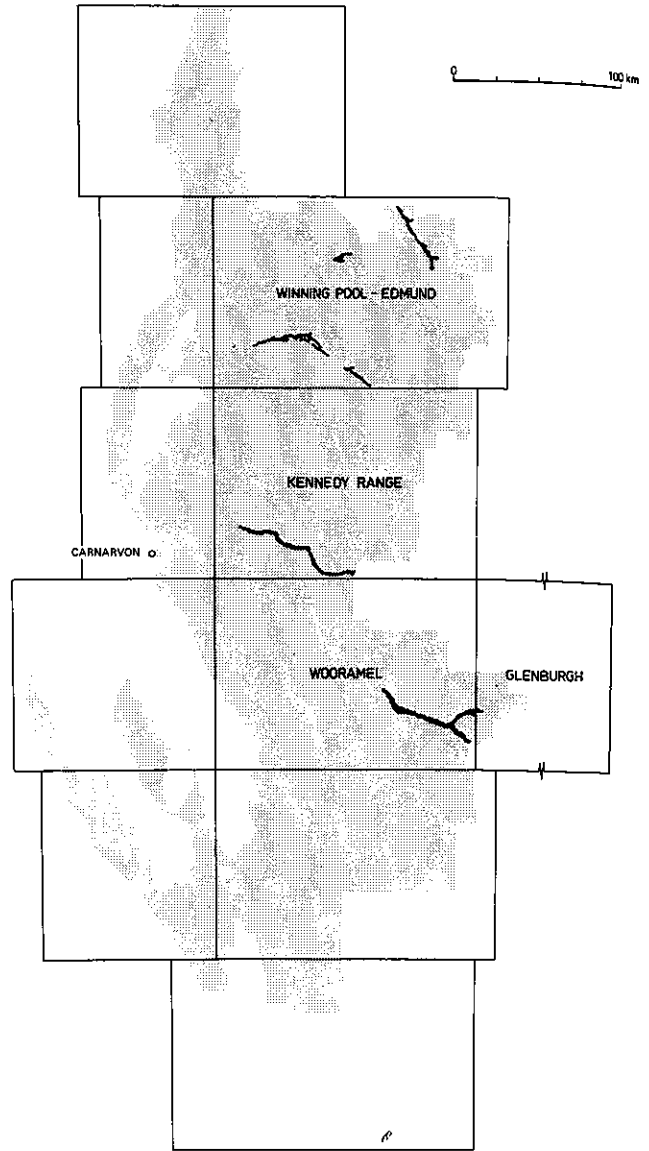 0 100 km
WINNING POOL - EDMUND
KENNEDY RANGE
CARNARVON
WOORAMEL GLENBURGH